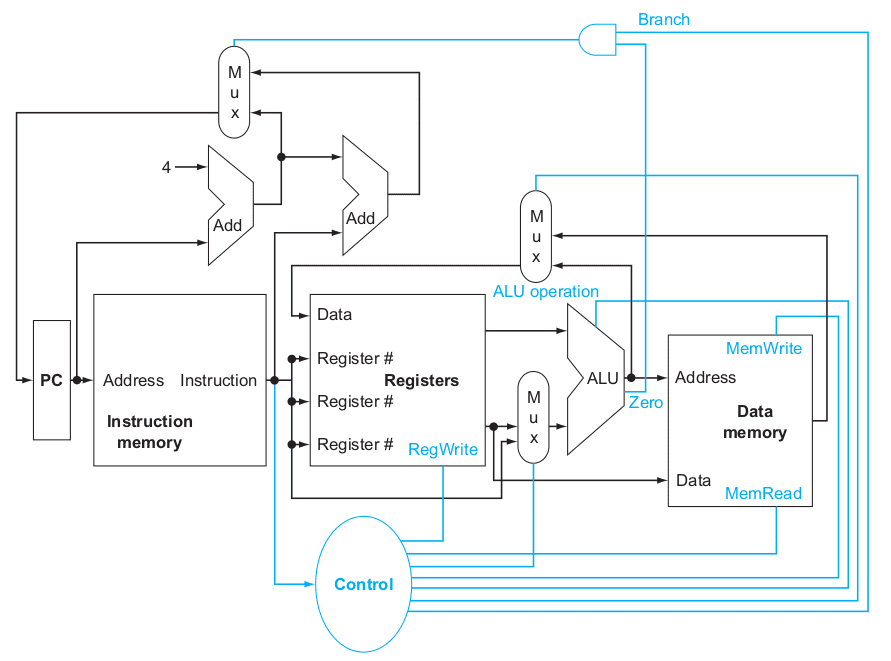 Branch
M
u
x
4
Add
Add
M
u
x
ALU operation
Data
MemWrite
Register #
PC
Address
Instruction
Registers
ALU
Address
M
u
x
Register #
Zero
Instruction
memory
Data
memory
Register #
RegWrite
Data
MemRead
Control